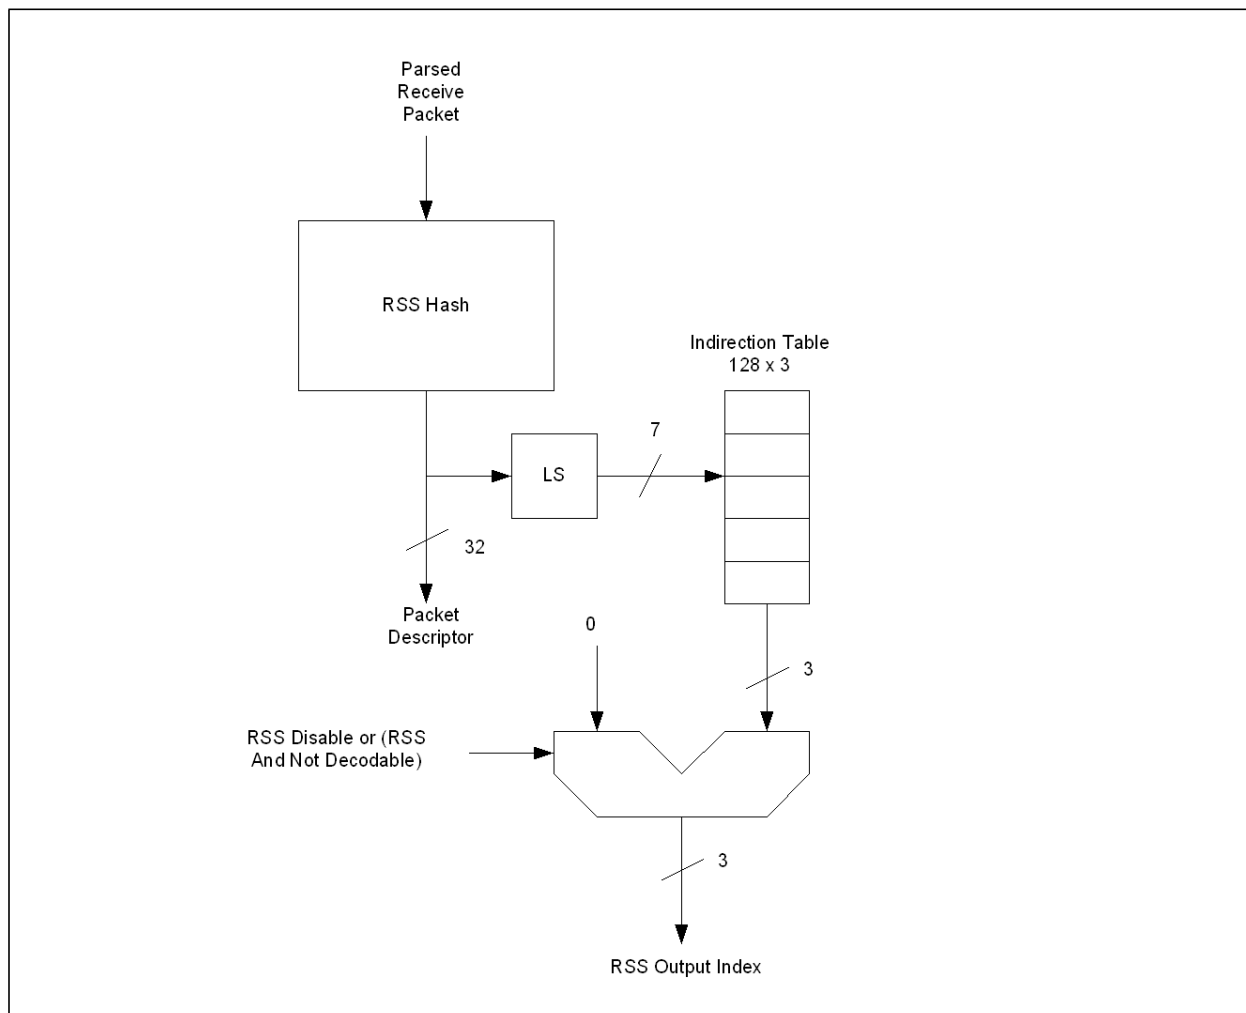 Parsed
Receive
Packet
RSS Hash
Indirection Table
128 x 3
7
LS
32
Packet
Descriptor
0
3
RSS Disable or (RSS
And Not Decodable)
3
RSS Output Index